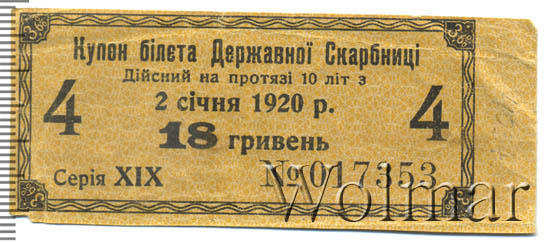 Купон білета Державної Скарбниці
Дійсний на протязі 10 літ з
4 2 січня 1920 р. 4
18 гривень
Серія XIX № 017353
Wolmar